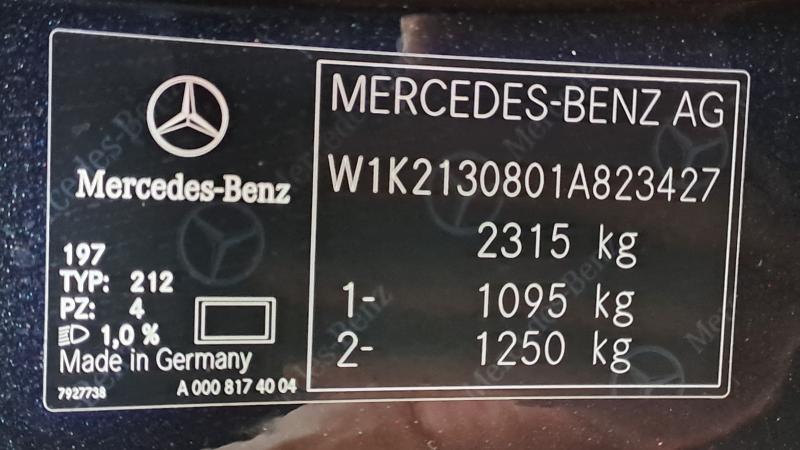 Mercedes-Benz
197
TYP: 212
PZ: 4
1,0 %
Made in Germany
7927738
A 000 817 40 04
MERCEDES-BENZ AG
W1K2130801A823427
2315 kg
1- 1095 kg
2- 1250 kg